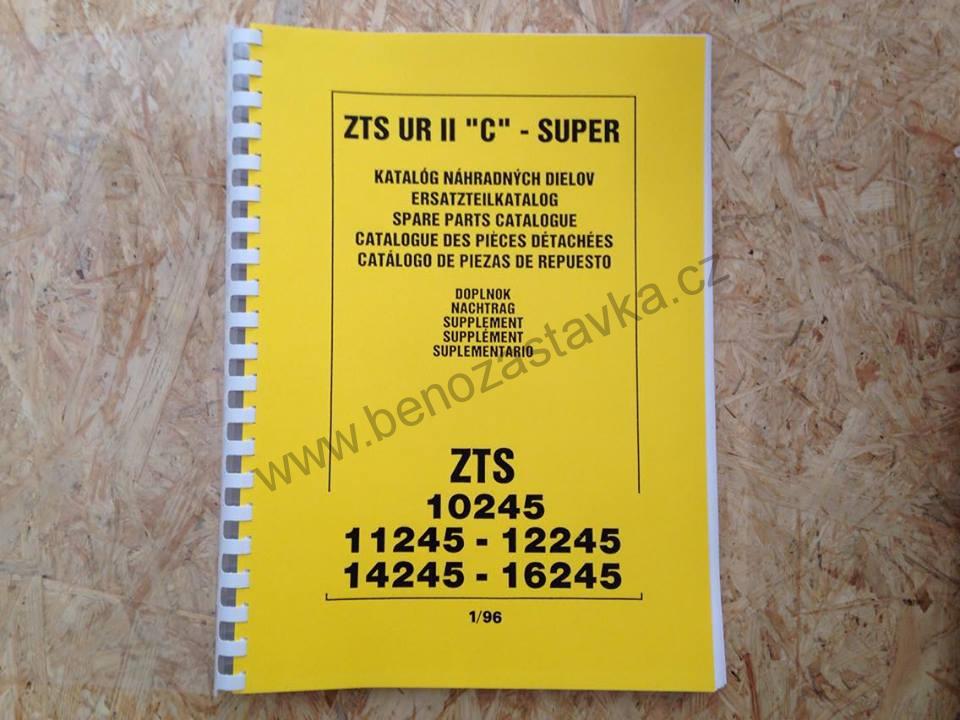 ZTS UR II "C" - SUPER
KATALÓG NÁHRADNÝCH DIELOV
ERSATZTEILKATALOG
SPARE PARTS CATALOGUE
CATALOGUE DES PIÈCES DÉTACHÉES
CATÁLOGO DE PIEZAS DE REPUESTO
DOPLNOK
NACHTRAG
SUPPLEMENT
SUPPLÉMENT
SUPLEMENTARIO
www.benozastavka.cz
ZTS
10245
11245 - 12245
14245 - 16245
1/96